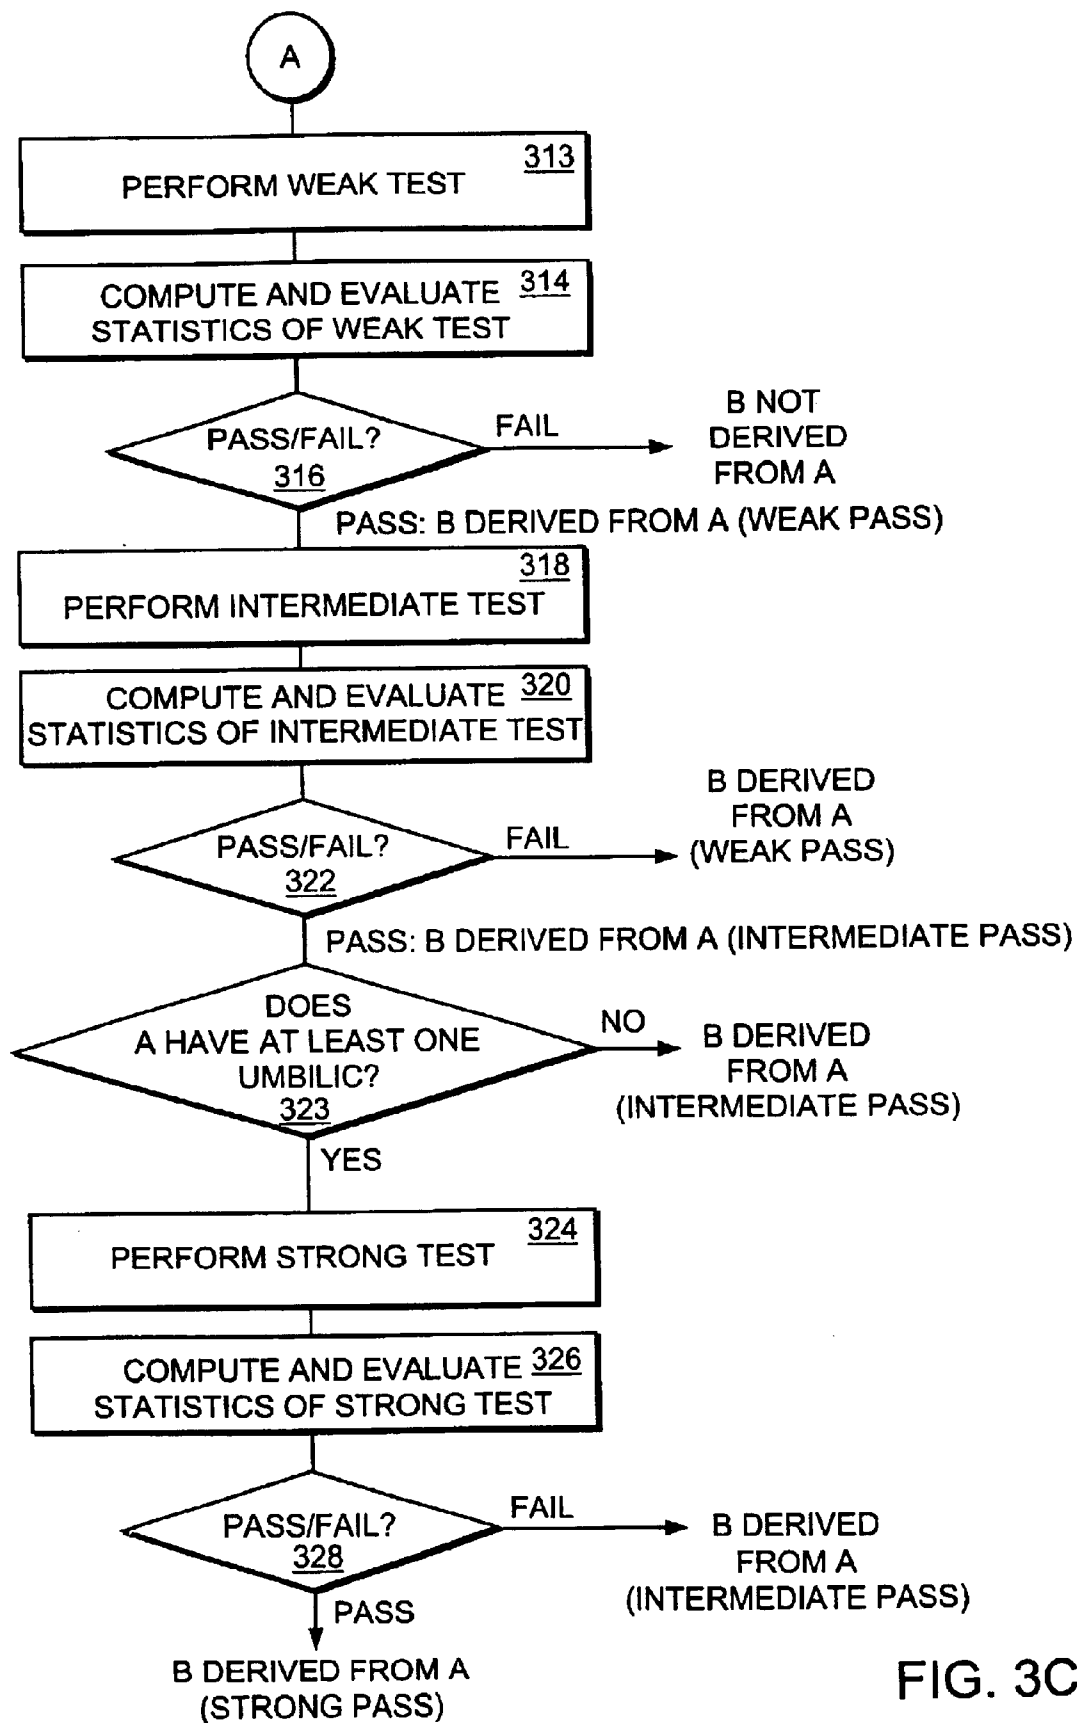 A
313
PERFORM WEAK TEST
COMPUTE AND EVALUATE 314
STATISTICS OF WEAK TEST
PASS/FAIL?
316
FAIL
B NOT
DERIVED
FROM A
PASS: B DERIVED FROM A (WEAK PASS)
318
PERFORM INTERMEDIATE TEST
COMPUTE AND EVALUATE 320
STATISTICS OF INTERMEDIATE TEST
PASS/FAIL?
322
FAIL
B DERIVED
FROM A
(WEAK PASS)
PASS: B DERIVED FROM A (INTERMEDIATE PASS)
DOES
A HAVE AT LEAST ONE
UMBILIC?
323
NO
B DERIVED
FROM A
(INTERMEDIATE PASS)
YES
324
PERFORM STRONG TEST
COMPUTE AND EVALUATE 326
STATISTICS OF STRONG TEST
PASS/FAIL?
328
FAIL
B DERIVED
FROM A
(INTERMEDIATE PASS)
PASS
B DERIVED FROM A
(STRONG PASS)
FIG. 3C